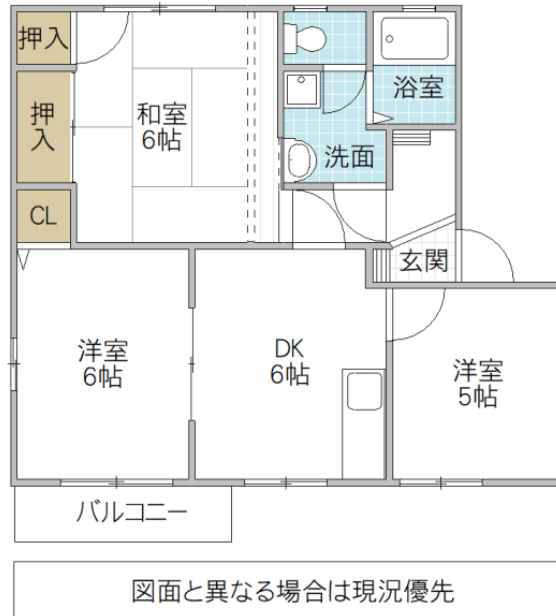 押入
押
入
和室
6帖
浴室
洗面
CL
玄関
洋室
6帖
DK
6帖
洋室
5帖
バルコニー
図面と異なる場合は現況優先